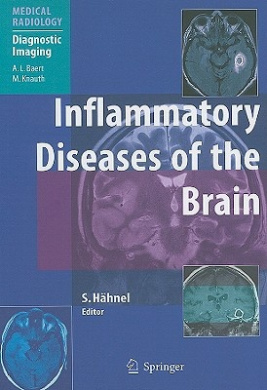 MEDICAL
RADIOLOGY
Diagnostic
Imaging
A. L. Baert
M. Knauth
Inflammatory
Diseases of the
Brain
S. Hähnel
Editor
Springer